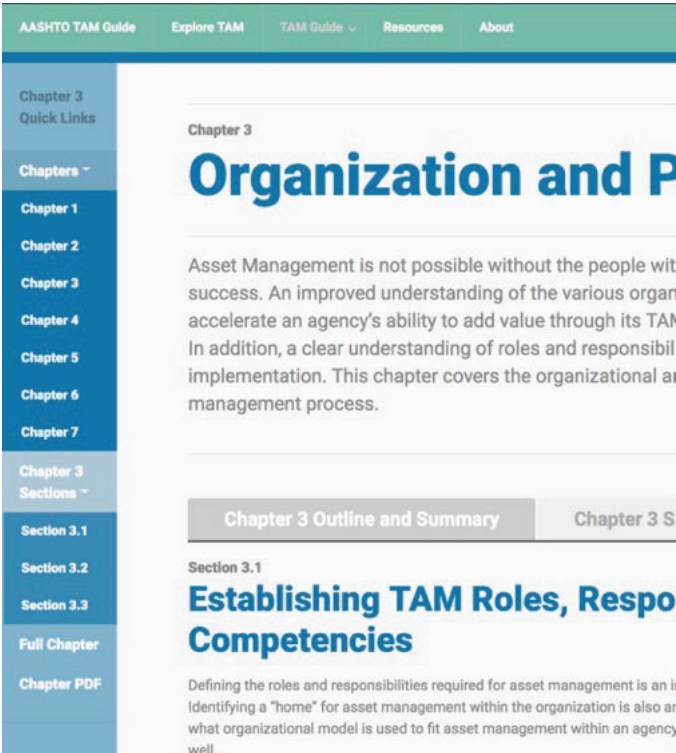 AASHTO TAM Guide Explore TAM TAM Guide Resources About
Chapter 3
Quick Links
Chapters
Chapter 1
Chapter 2
Chapter 3
Chapter 4
Chapter 5
Chapter 6
Chapter 7
Chapter 3
Sections
Section 3.1
Section 3.2
Section 3.3
Full Chapter
Chapter PDF
Chapter 3
Organization and P
Asset Management is not possible without the people wit
success. An improved understanding of the various organ
accelerate an agency's ability to add value through its TAM
In addition, a clear understanding of roles and responsibil
implementation. This chapter covers the organizational a
management process.
Chapter 3 Outline and Summary Chapter 3 S
Section 3.1
Establishing TAM Roles, Respo
Competencies
Defining the roles and responsibilities required for asset management is an i
Identifying a "home" for asset management within the organization is also a
what organizational model is used to fit asset management within an agency
well